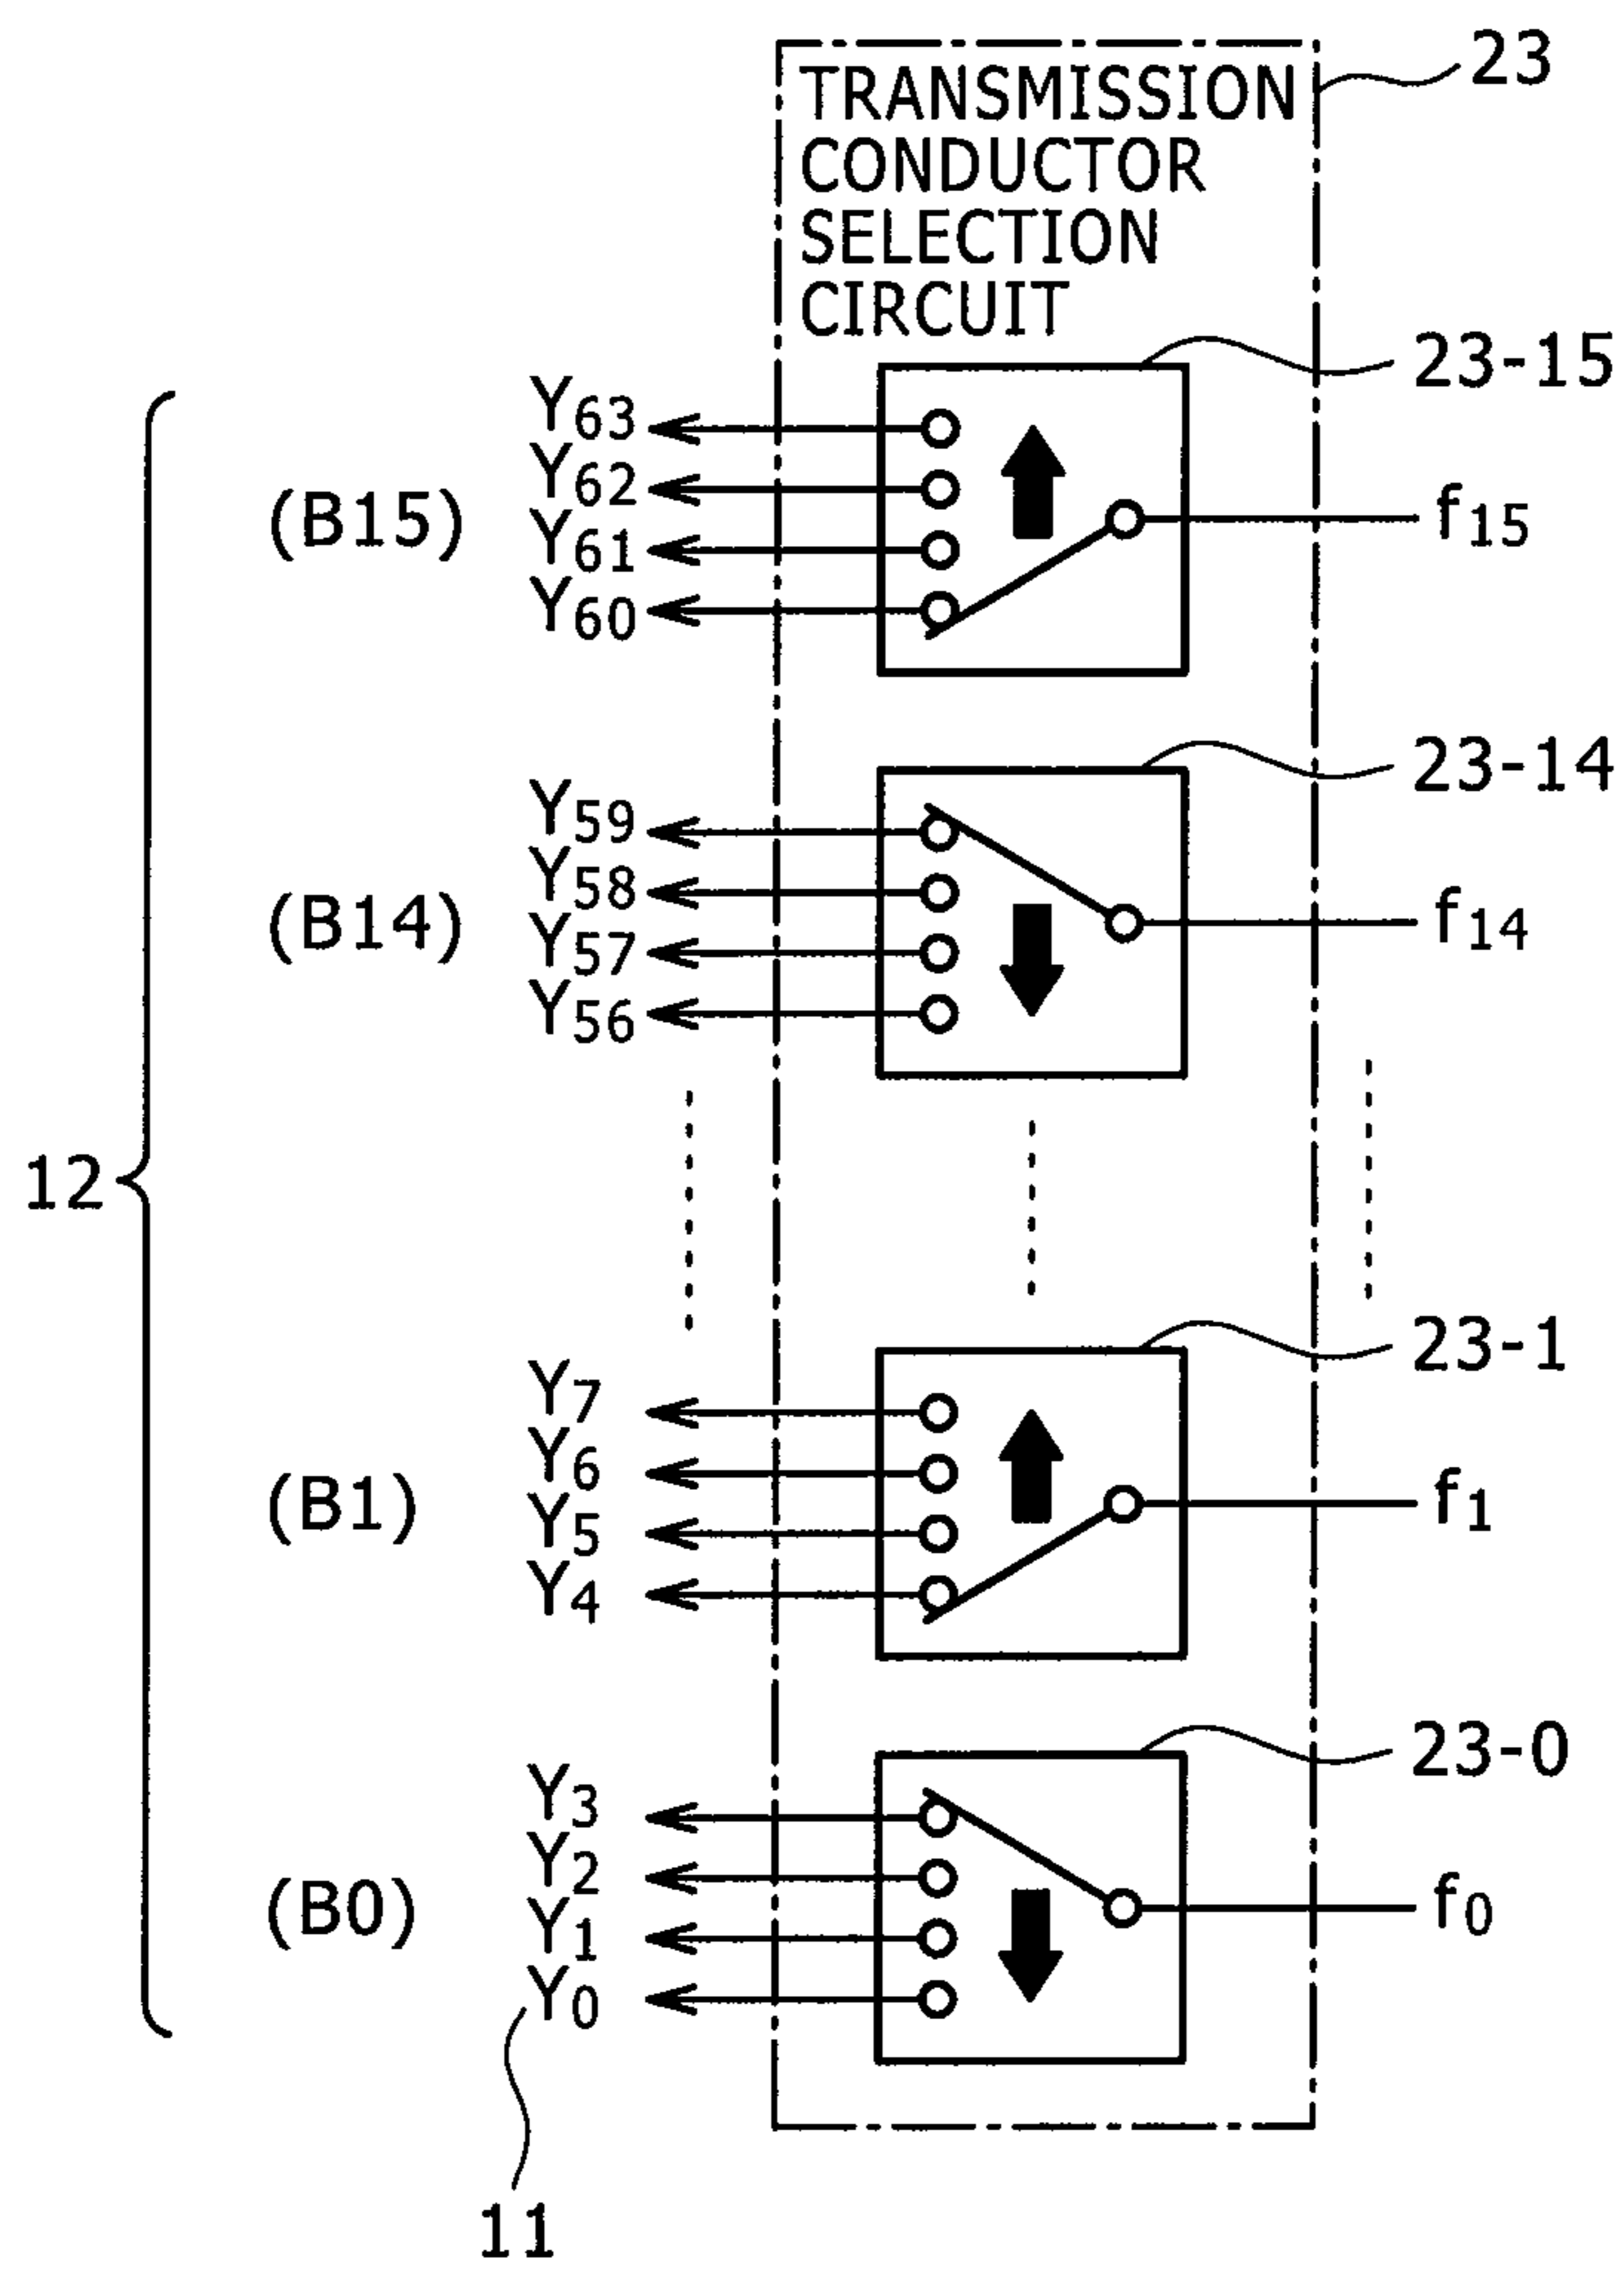 23
TRANSMISSION
CONDUCTOR
SELECTION
CIRCUIT
23-15
Y63
Y62
(B15)
f15
Y61
Y60
23-14
Y59
Y58
(B14)
f14
Y57
Y56
12
23-1
Y7
Y6
(B1)
f1
Y5
Y4
23-0
Y3
Y2
(B0)
f0
Y1
Y0
11